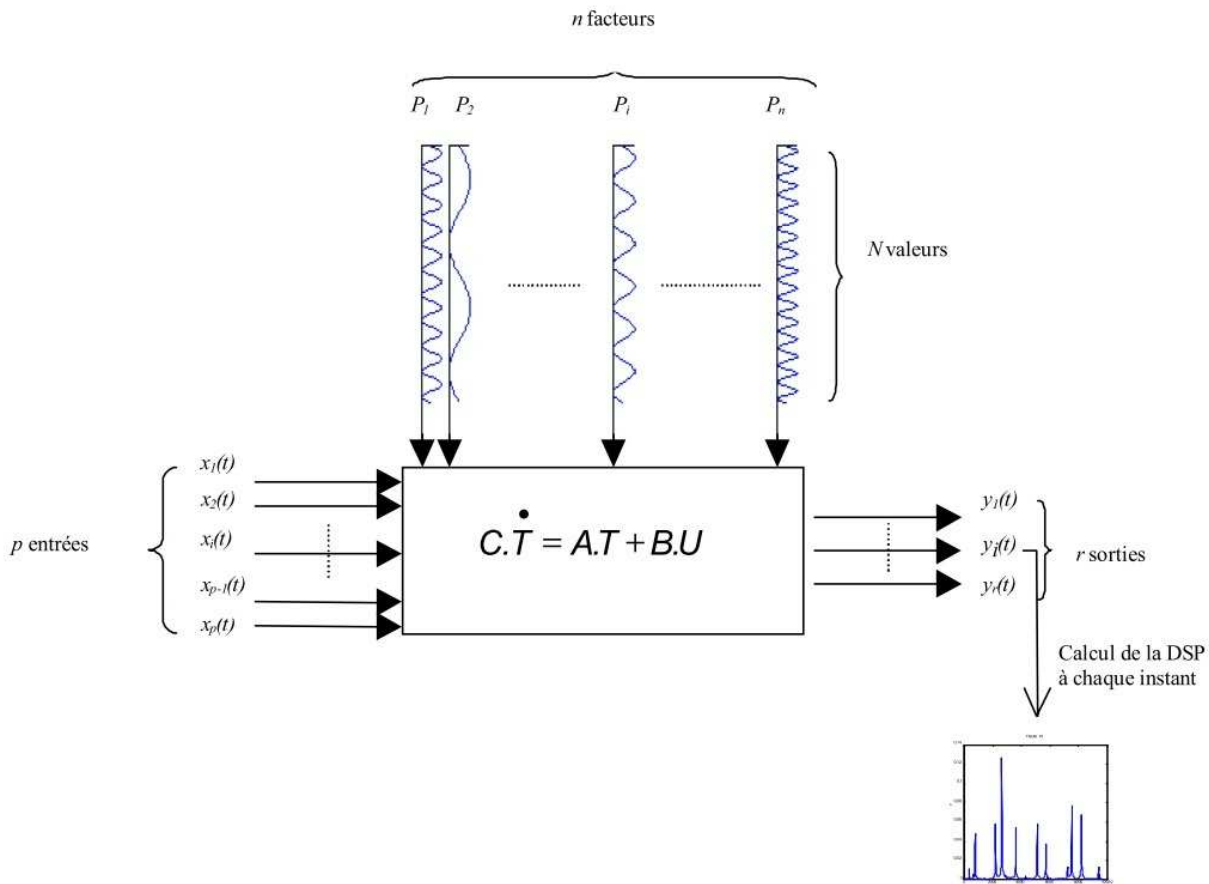 n facteurs
P1 P2 Pi Pn
N valeurs
p entrées
x1(t)
x2(t)
xi(t)
xp-1(t)
xp(t)
C.Ṫ = A.T + B.U
y1(t)
yi(t)
yr(t)
r sorties
Calcul de la DSP
à chaque instant